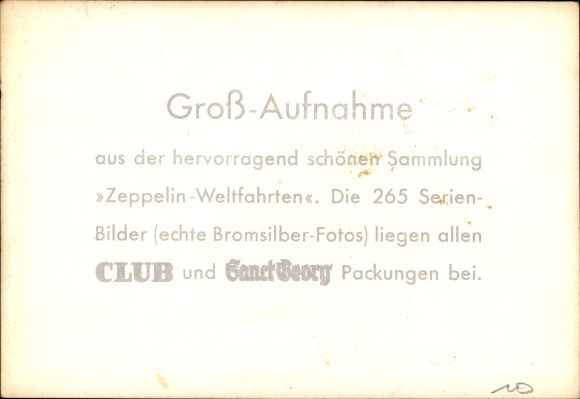 Groß-Aufnahme
aus der hervorragend schönen Sammlung
»Zeppelin-Weltfahrten«. Die 265 Serien-
Bilder (echte Bromsilber-Fotos) liegen allen
CLUB und Sanct Georg Packungen bei.
10